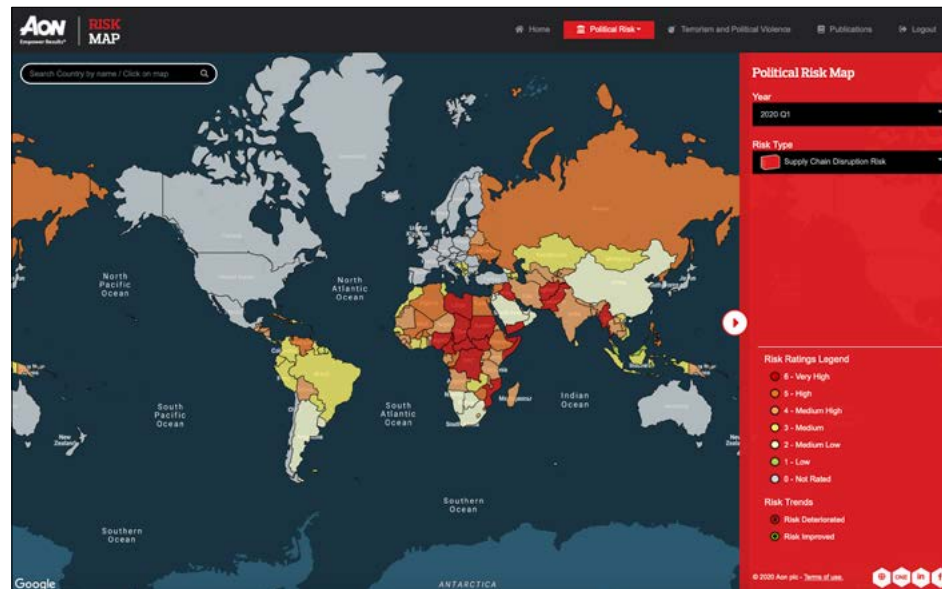 AON
Empower Results®
RISK
MAP
Home
Political Risk
Terrorism and Political Violence
Publications
Logout
Search Country by name / Click on map
Political Risk Map
Year
2020 Q1
Risk Type
Supply Chain Disruption Risk
North
Pacific
Ocean
North
Atlantic
Ocean
South
Pacific
Ocean
South
Atlantic
Ocean
Indian
Ocean
New
Zealand
Southern
Ocean
Southern
Ocean
ANTARCTICA
Google
Risk Ratings Legend
6 - Very High
5 - High
4 - Medium High
3 - Medium
2 - Medium Low
1 - Low
0 - Not Rated
Risk Trends
Risk Deteriorated
Risk Improved
© 2020 Aon plc - Terms of use.
ONE
in
f